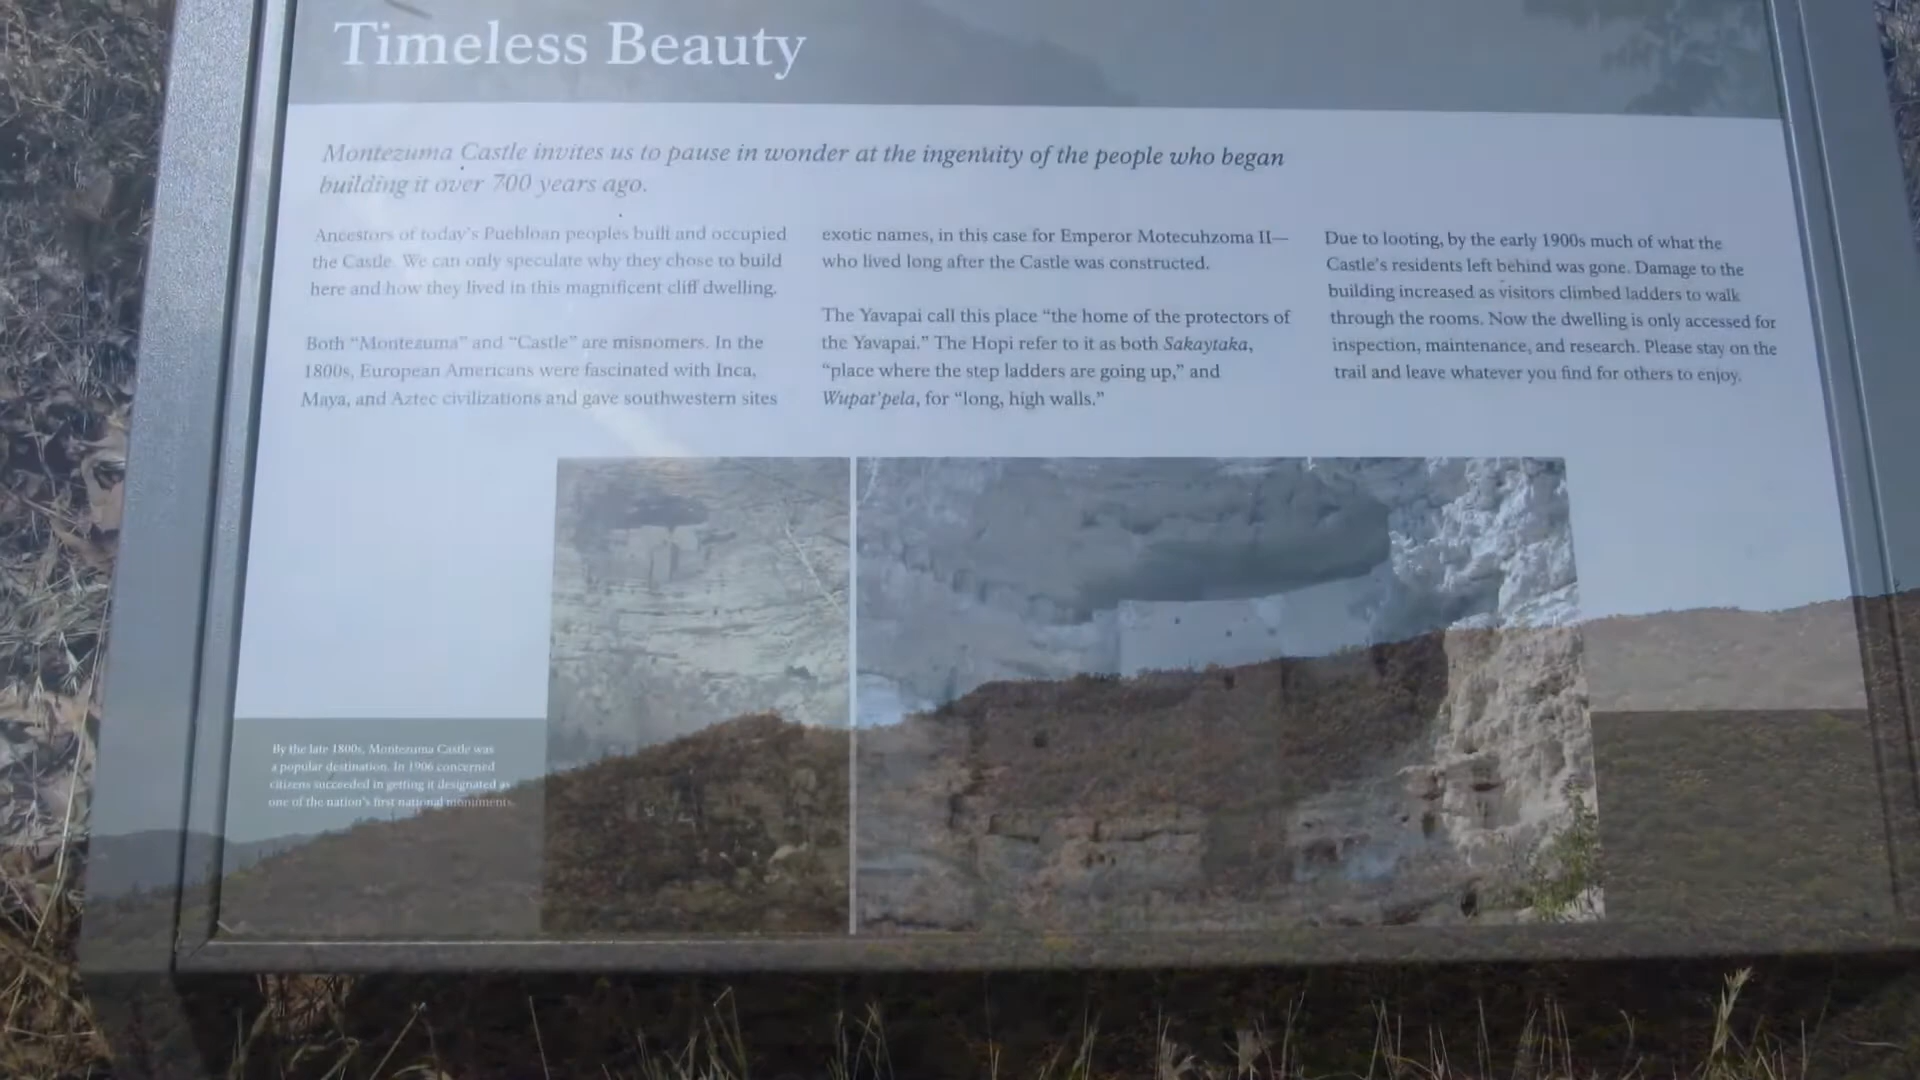 Timeless Beauty
Montezuma Castle invites us to pause in wonder at the ingenuity of the people who began
building it over 700 years ago.
Ancestors of today's Puebloan peoples built and occupied
the Castle. We can only speculate why they chose to build
here and how they lived in this magnificent cliff dwelling.
Both “Montezuma” and “Castle” are misnomers. In the
1800s, European Americans were fascinated with Inca,
Maya, and Aztec civilizations and gave southwestern sites
exotic names, in this case for Emperor Motecuhzoma II—
who lived long after the Castle was constructed.
The Yavapai call this place “the home of the protectors of
the Yavapai.” The Hopi refer to it as both Sakaytaka,
“place where the step ladders are going up,” and
Wupat'pela, for “long, high walls.”
Due to looting, by the early 1900s much of what the
Castle's residents left behind was gone. Damage to the
building increased as visitors climbed ladders to walk
through the rooms. Now the dwelling is only accessed for
inspection, maintenance, and research. Please stay on the
trail and leave whatever you find for others to enjoy.
By the late 1800s, Montezuma Castle was
a popular destination. In 1906 concerned
citizens succeeded in getting it designated as
one of the nation's first national monuments.